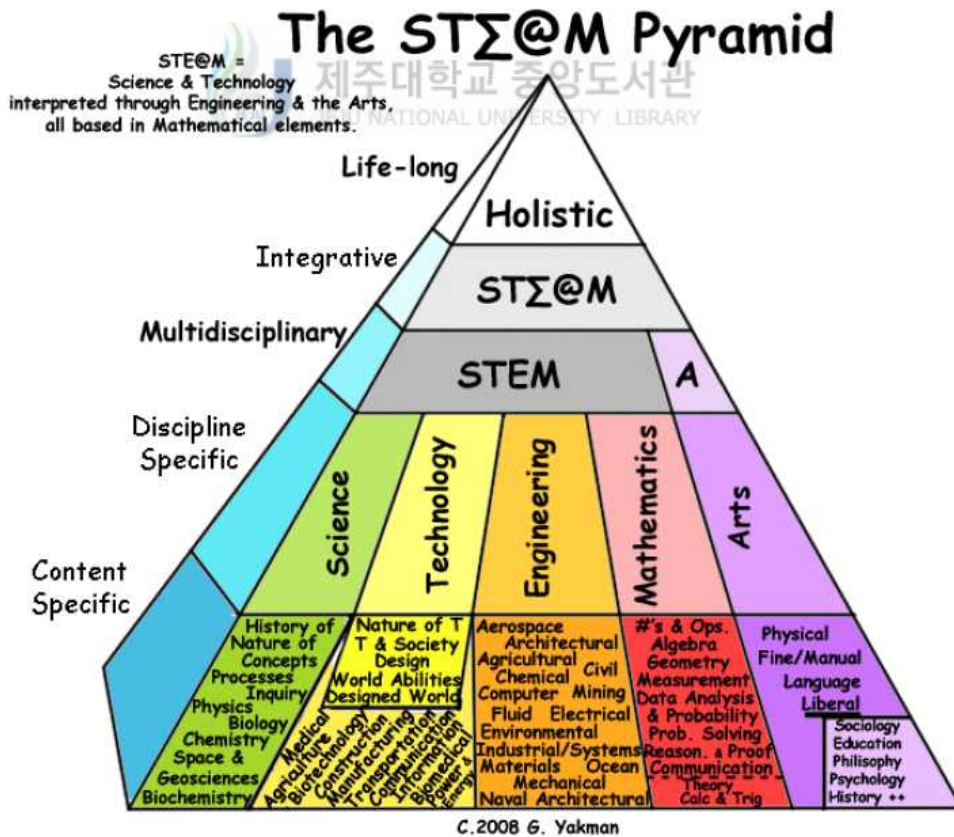 The ST∑@M Pyramid
STE@M =
Science & Technology
interpreted through Engineering & the Arts,
all based in Mathematical elements.
제주대학교 중앙도서관
JEJU NATIONAL UNIVERSITY LIBRARY
Life-long
Holistic
Integrative
ST∑@M
Multidisciplinary
STEM
A
Discipline
Specific
Science
Technology
Engineering
Mathematics
Arts
Content
Specific
History of
Nature of
Concepts
Processes
Inquiry
Physics
Biology
Chemistry
Space &
Geosciences
Biochemistry
Nature of T
T & Society
Design
World Abilities
Designed World
Medical
Agriculture
Biotechnology
Construction
Manufacturing
Transportation
Communication
Information
Biomedical
Power &
Energy
Aerospace
Architectural
Agricultural
Chemical Civil
Computer Mining
Fluid Electrical
Environmental
Industrial/Systems
Materials Ocean
Mechanical
Naval Architectural
#'s & Ops.
Algebra
Geometry
Measurement
Data Analysis
& Probability
Prob. Solving
Reason. & Proof
Communication
Theory
Calc & Trig
Physical
Fine/Manual
Language
Liberal
Sociology
Education
Philisophy
Psychology
History ++
C.2008 G. Yakman